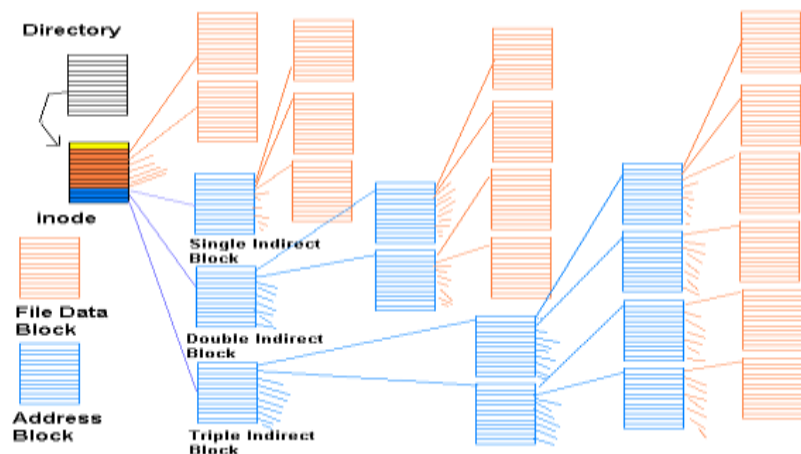 Directory
inode
Single Indirect
Block
File Data
Block
Double Indirect
Block
Address
Block
Triple Indirect
Block